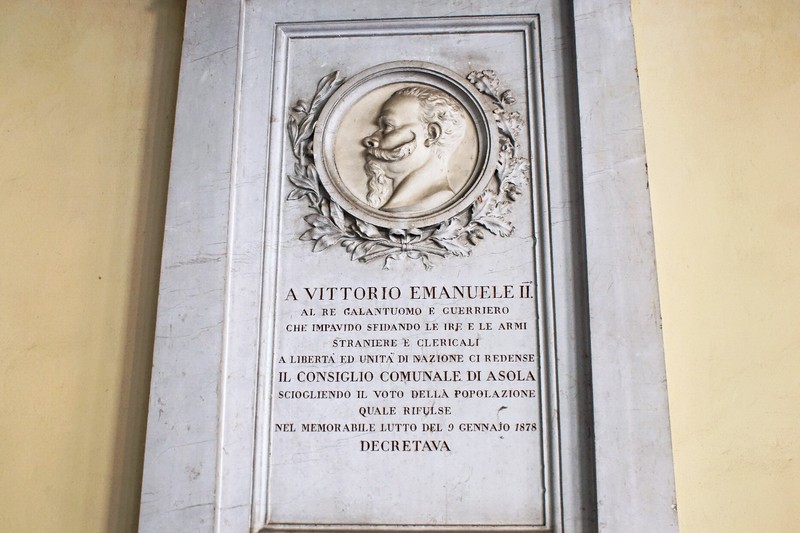 A VITTORIO EMANUELE II.
AL RE GALANTUOMO E GUERRIERO
CHE IMPAVIDO SFIDANDO LE IRE E LE ARMI
STRANIERE E CLERICALI
A LIBERTA' ED UNITA' DI NAZIONE CI REDENSE
IL CONSIGLIO COMUNALE DI ASOLA
SCIOGLIENDO IL VOTO DELLA POPOLAZIONE
QUALE RIFULSE
NEL MEMORABILE LUTTO DEL 9 GENNAJO 1878
DECRETAVA